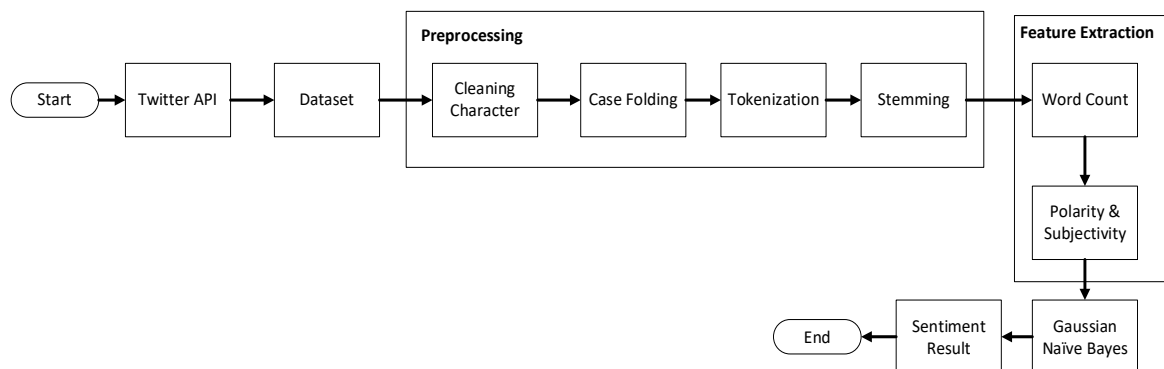 Preprocessing
Feature Extraction
Start
Twitter API
Dataset
Cleaning
Character
Case Folding
Tokenization
Stemming
Word Count
Polarity &
Subjectivity
Gaussian
Naïve Bayes
Sentiment
Result
End